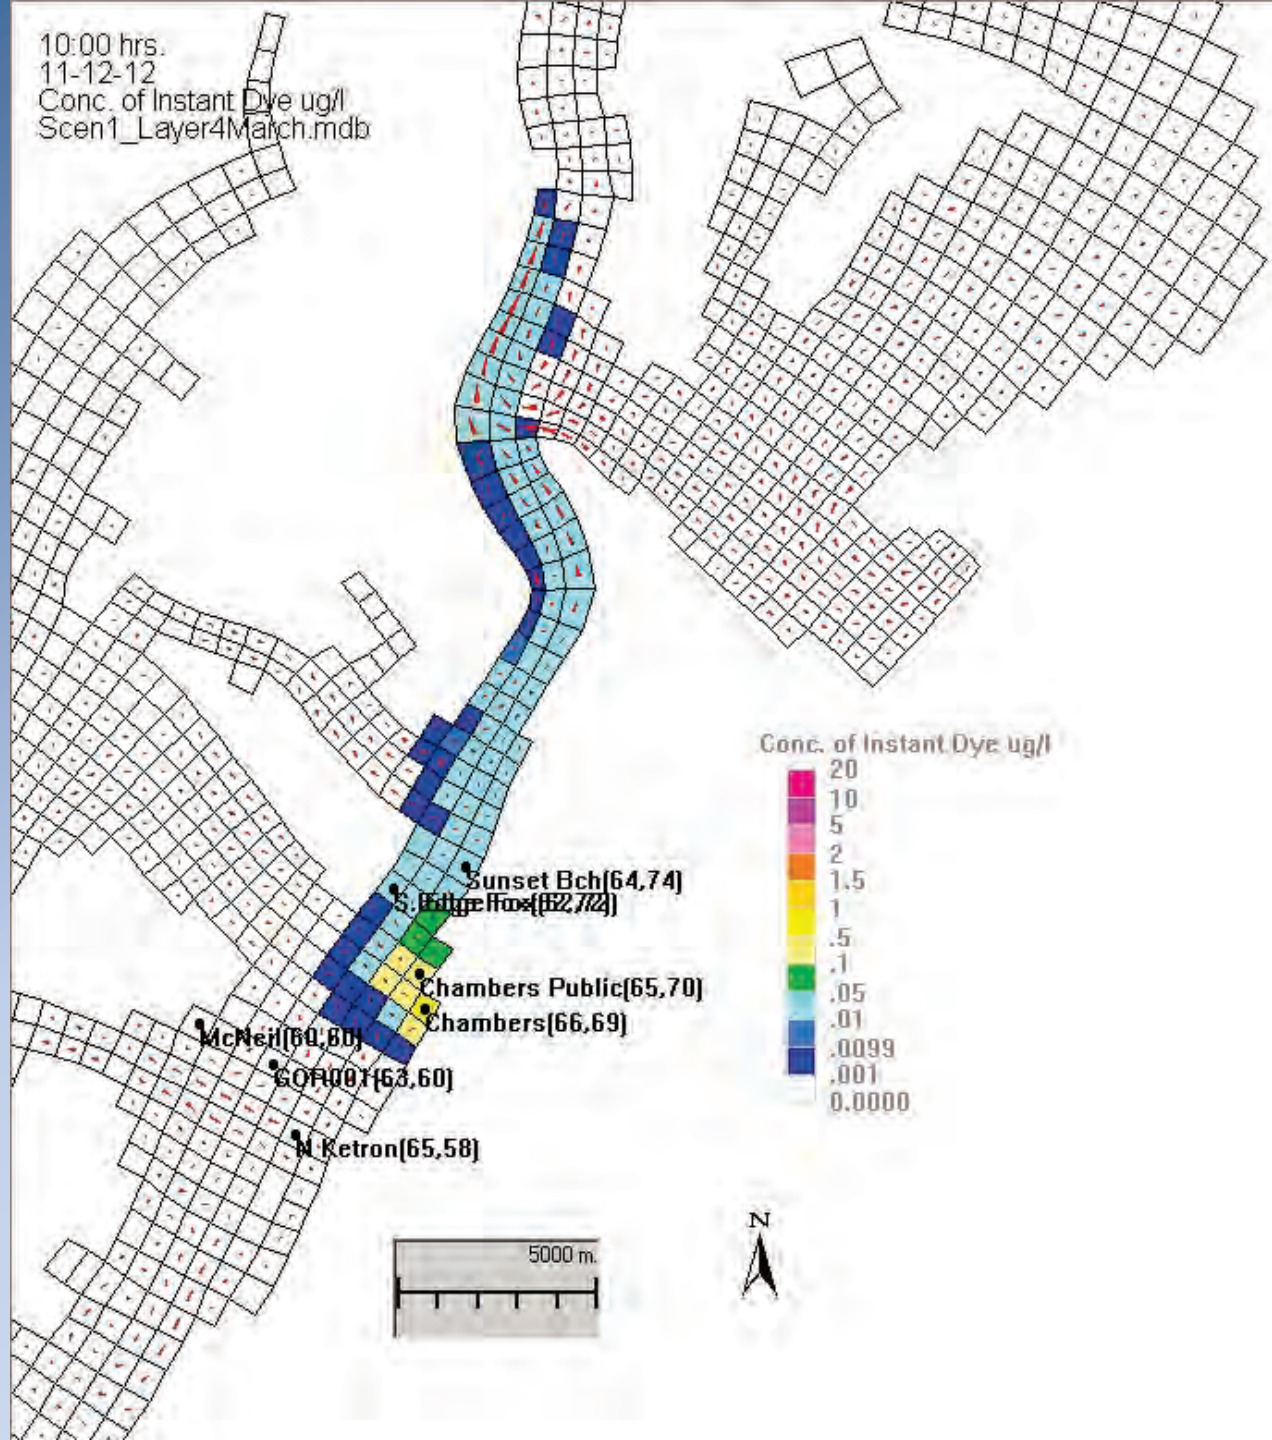 10:00 hrs.
11-12-12
Conc. of Instant Dye ug/l
Scen1_Layer4March.mdb
Conc. of Instant Dye ug/l
20
10
5
2
1.5
1
.5
.1
.05
.01
.0099
.001
0.0000
Sunset Bch(64,74)
Chambers Public(65,70)
Chambers(66,69)
McNeil(60,60)
(63,60)
N Ketron(65,58)
5000 m.
N